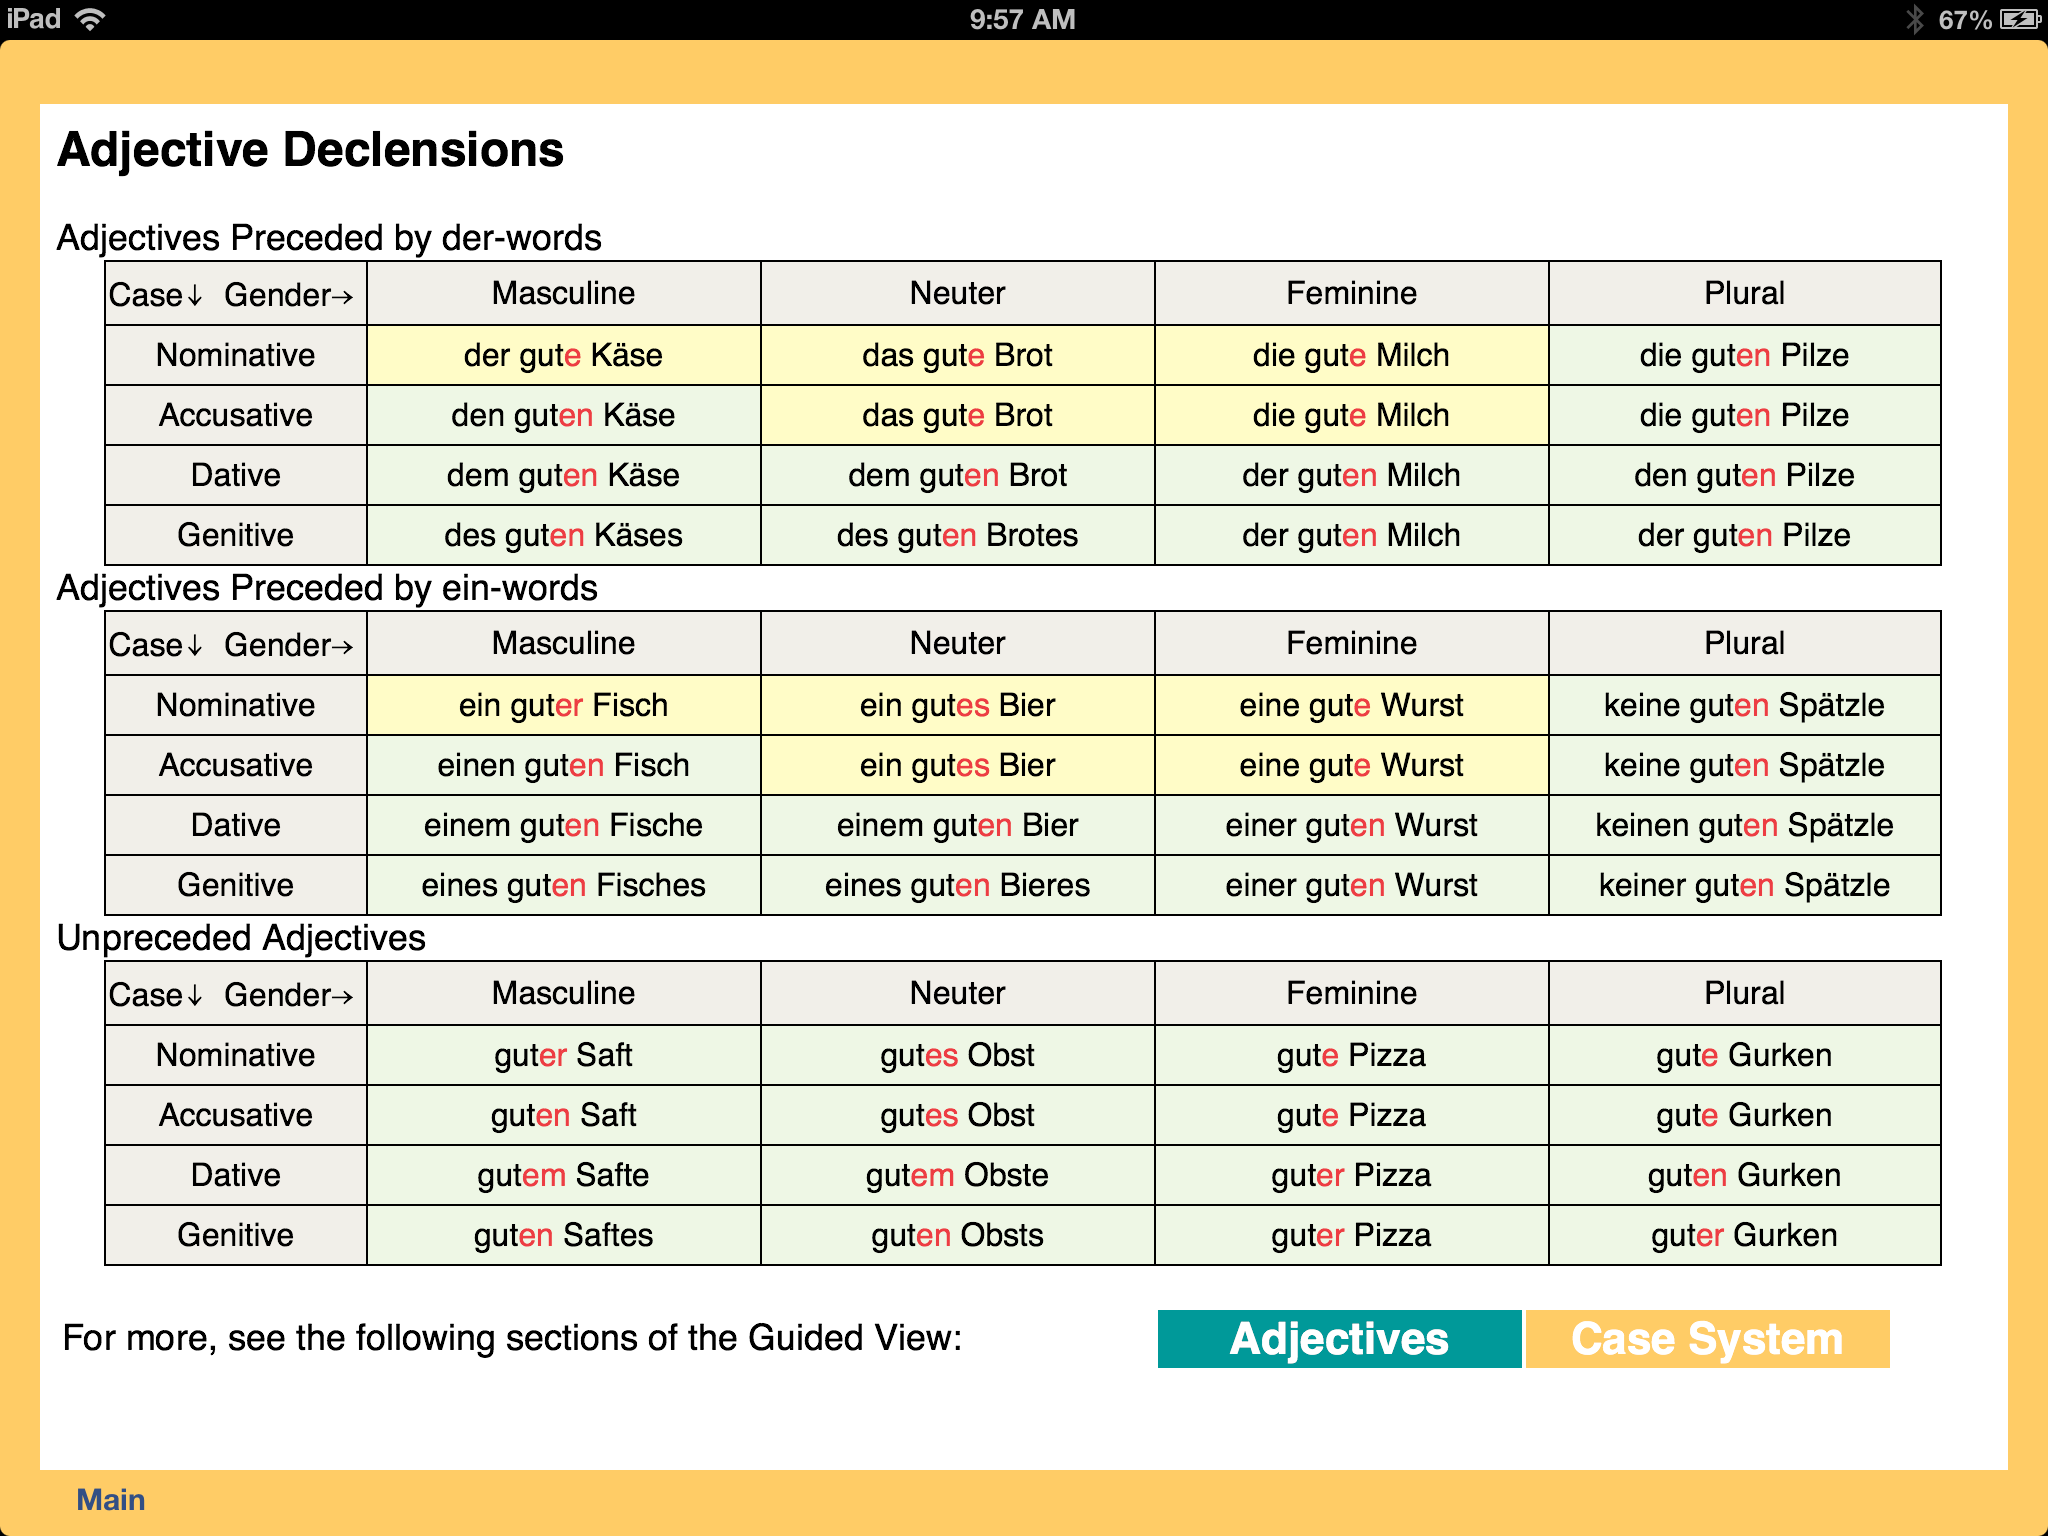 iPad 9:57 AM 67%
Adjective Declensions
Adjectives Preceded by der-words
Case↓ Gender→ Masculine Neuter Feminine Plural
Nominative der gute Käse das gute Brot die gute Milch die guten Pilze
Accusative den guten Käse das gute Brot die gute Milch die guten Pilze
Dative dem guten Käse dem guten Brot der guten Milch den guten Pilze
Genitive des guten Käses des guten Brotes der guten Milch der guten Pilze
Adjectives Preceded by ein-words
Case↓ Gender→ Masculine Neuter Feminine Plural
Nominative ein guter Fisch ein gutes Bier eine gute Wurst keine guten Spätzle
Accusative einen guten Fisch ein gutes Bier eine gute Wurst keine guten Spätzle
Dative einem guten Fische einem guten Bier einer guten Wurst keinen guten Spätzle
Genitive eines guten Fisches eines guten Bieres einer guten Wurst keiner guten Spätzle
Unpreceded Adjectives
Case↓ Gender→ Masculine Neuter Feminine Plural
Nominative guter Saft gutes Obst gute Pizza gute Gurken
Accusative guten Saft gutes Obst gute Pizza gute Gurken
Dative gutem Safte gutem Obste guter Pizza guten Gurken
Genitive guten Saftes guten Obsts guter Pizza guter Gurken
For more, see the following sections of the Guided View: Adjectives Case System
Main